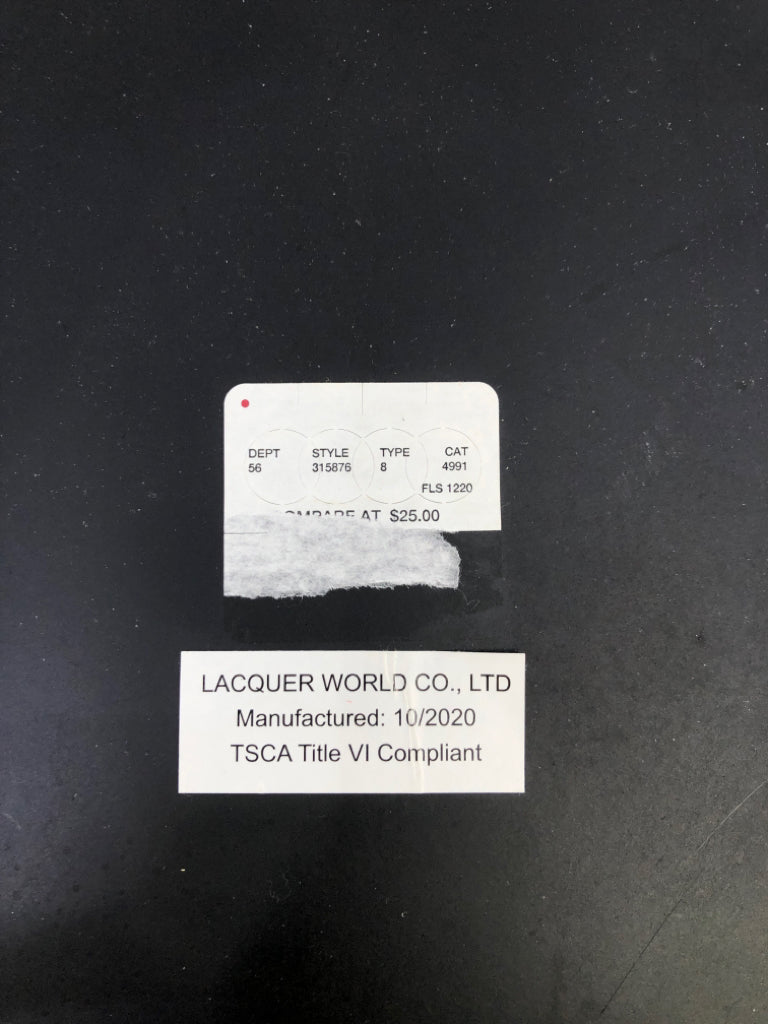 DEPT STYLE TYPE CAT
56 315876 8 4991
FLS 1220
COMPARE AT $25.00
LACQUER WORLD CO., LTD
Manufactured: 10/2020
TSCA Title VI Compliant